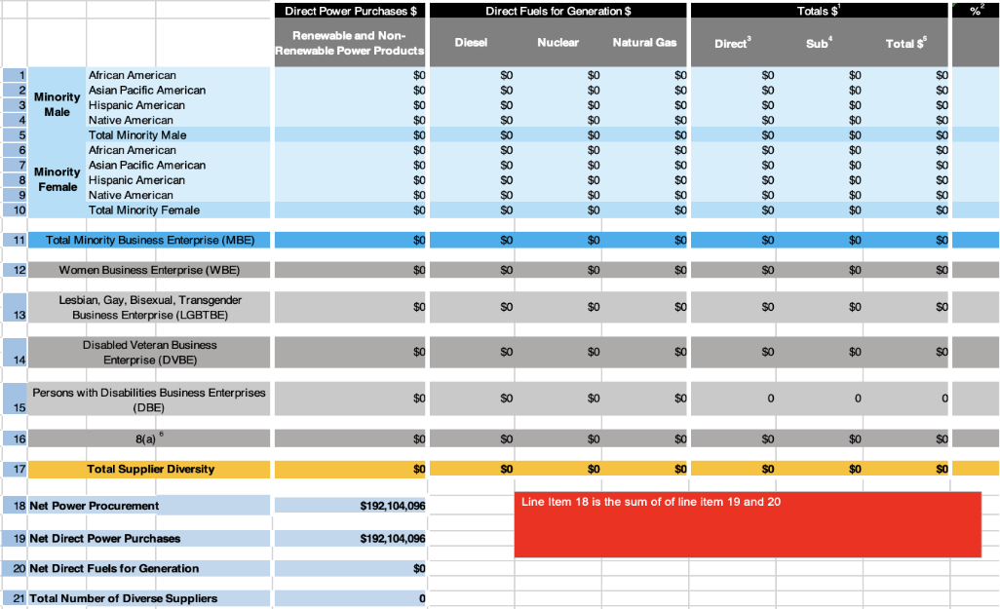 Direct Power Purchases $ Direct Fuels for Generation $ Totals $1 %2
Renewable and Non-
Renewable Power Products Diesel Nuclear Natural Gas Direct3 Sub4 Total $5
1 African American $0 $0 $0 $0 $0 $0 $0
2 Asian Pacific American $0 $0 $0 $0 $0 $0 $0
Minority
Male
3 Hispanic American $0 $0 $0 $0 $0 $0 $0
4 Native American $0 $0 $0 $0 $0 $0 $0
5 Total Minority Male $0 $0 $0 $0 $0 $0 $0
6 African American $0 $0 $0 $0 $0 $0 $0
7 Asian Pacific American $0 $0 $0 $0 $0 $0 $0
Minority
Female
8 Hispanic American $0 $0 $0 $0 $0 $0 $0
9 Native American $0 $0 $0 $0 $0 $0 $0
10 Total Minority Female $0 $0 $0 $0 $0 $0 $0
11 Total Minority Business Enterprise (MBE) $0 $0 $0 $0 $0 $0 $0
12 Women Business Enterprise (WBE) $0 $0 $0 $0 $0 $0 $0
Lesbian, Gay, Bisexual, Transgender
13 Business Enterprise (LGBTBE) $0 $0 $0 $0 $0 $0 $0
Disabled Veteran Business
14 Enterprise (DVBE) $0 $0 $0 $0 $0 $0 $0
Persons with Disabilities Business Enterprises
15 (DBE) $0 $0 $0 $0 0 0 0
16 8(a) 6 $0 $0 $0 $0 $0 $0 $0
17 Total Supplier Diversity $0 $0 $0 $0 $0 $0 $0
18 Net Power Procurement $192,104,096 Line Item 18 is the sum of of line item 19 and 20
19 Net Direct Power Purchases $192,104,096
20 Net Direct Fuels for Generation $0
21 Total Number of Diverse Suppliers 0